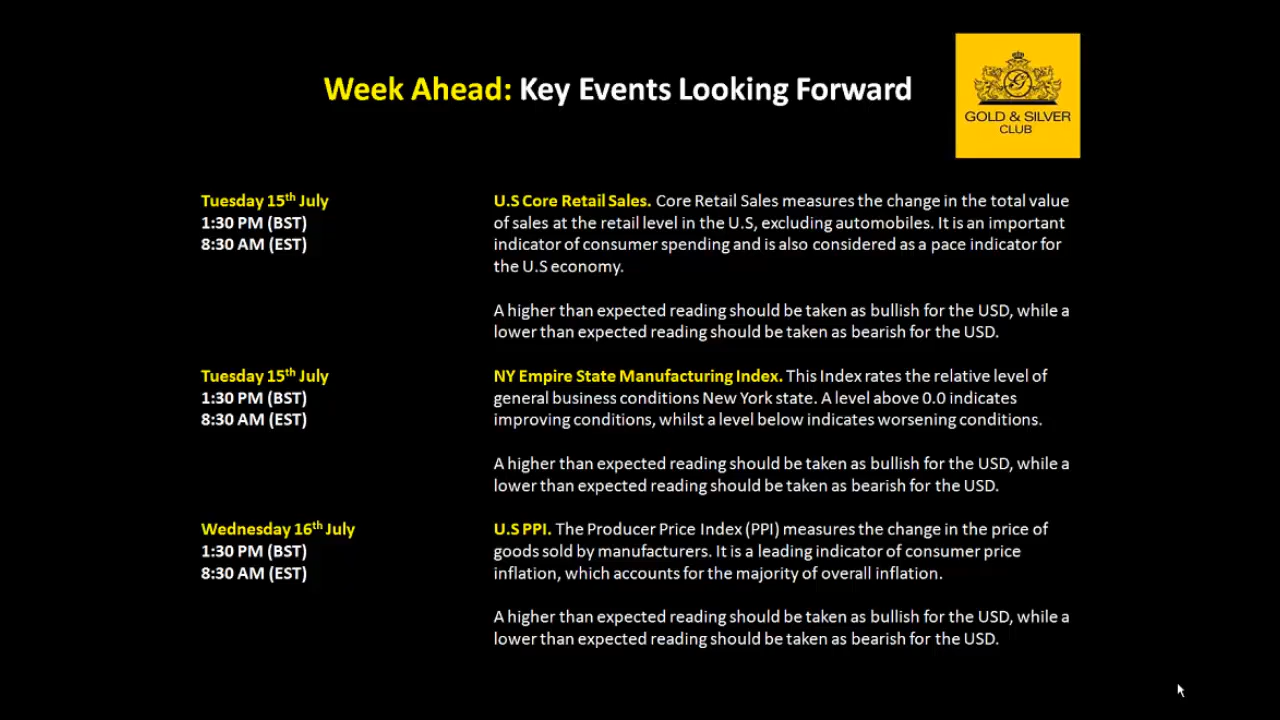 Week Ahead: Key Events Looking Forward
GOLD & SILVER
CLUB
Tuesday 15th July
1:30 PM (BST)
8:30 AM (EST)
U.S Core Retail Sales. Core Retail Sales measures the change in the total value
of sales at the retail level in the U.S, excluding automobiles. It is an important
indicator of consumer spending and is also considered as a pace indicator for
the U.S economy.
A higher than expected reading should be taken as bullish for the USD, while a
lower than expected reading should be taken as bearish for the USD.
Tuesday 15th July
1:30 PM (BST)
8:30 AM (EST)
NY Empire State Manufacturing Index. This Index rates the relative level of
general business conditions New York state. A level above 0.0 indicates
improving conditions, whilst a level below indicates worsening conditions.
A higher than expected reading should be taken as bullish for the USD, while a
lower than expected reading should be taken as bearish for the USD.
Wednesday 16th July
1:30 PM (BST)
8:30 AM (EST)
U.S PPI. The Producer Price Index (PPI) measures the change in the price of
goods sold by manufacturers. It is a leading indicator of consumer price
inflation, which accounts for the majority of overall inflation.
A higher than expected reading should be taken as bullish for the USD, while a
lower than expected reading should be taken as bearish for the USD.